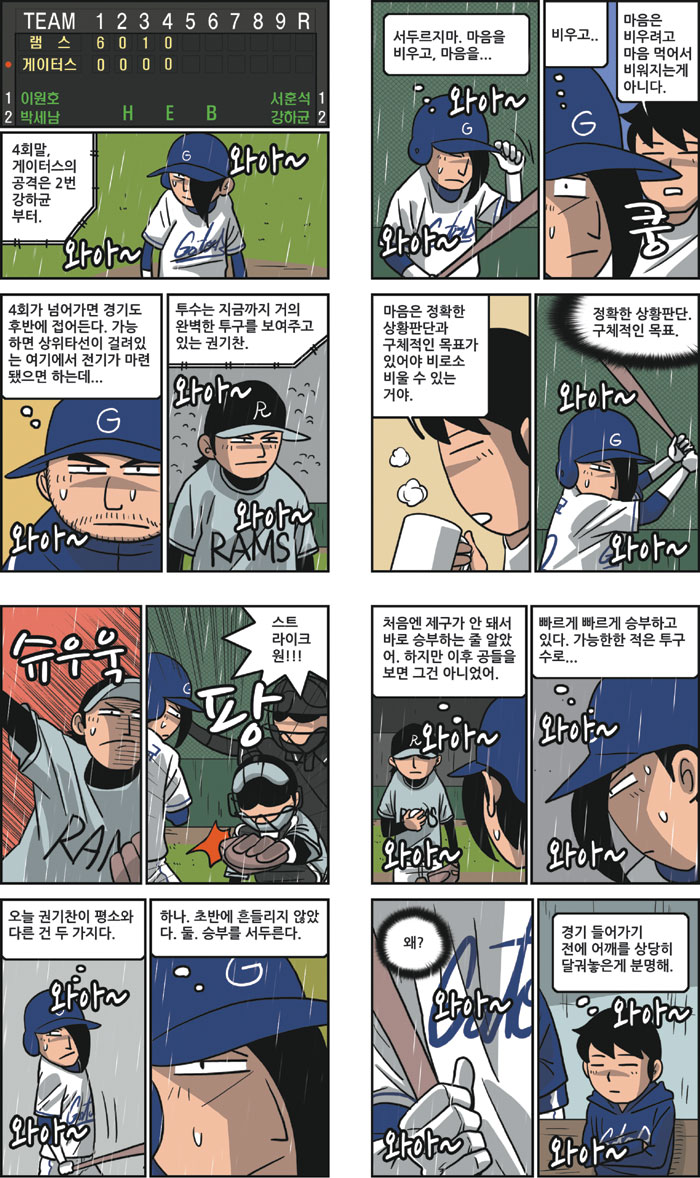 TEAM 1 2 3 4 5 6 7 8 9 R
램 스 6 0 1 0
게이터스 0 0 0 0
1 이원호 서훈석 1
2 박세남 H E B 강하균 2
4회말,
게이터스의
공격은 2번
강하균
부터.
와아~
와아~
Gators
G
서두르지마. 마음을
비우고, 마음을...
와아~
G
와아~
비우고..
마음은
비우려고
마음 먹어서
비워지는게
아니다.
G
쿵
4회가 넘어가면 경기도
후반에 접어든다. 가능
하면 상위타선이 걸려있
는 여기에서 전기가 마련
됐으면 하는데...
G
와아~
투수는 지금까지 거의
완벽한 투구를 보여주고
있는 권기찬.
와아~
R
와아~
RAMS
마음은 정확한
상황판단과
구체적인 목표가
있어야 비로소
비울 수 있는
거야.
정확한 상황판단.
구체적인 목표.
와아~
G
와아~
슈우욱
RAM
스트
라이크
원!!!
G
팡
처음엔 제구가 안 돼서
바로 승부하는 줄 알았
어. 하지만 이후 공들을
보면 그건 아니었어.
R
와아~
와아~
빠르게 빠르게 승부하고
있다. 가능한한 적은 투구
수로...
와아~
와아~
오늘 권기찬이 평소와
다른 건 두 가지다.
와아~
Gato
와아~
하나. 초반에 흔들리지 않았
다. 둘. 승부를 서두른다.
G
왜?
와아~
Gato
와아~
경기 들어가기
전에 어깨를 상당히
달궈놓은게 분명해.
와아~
와아~